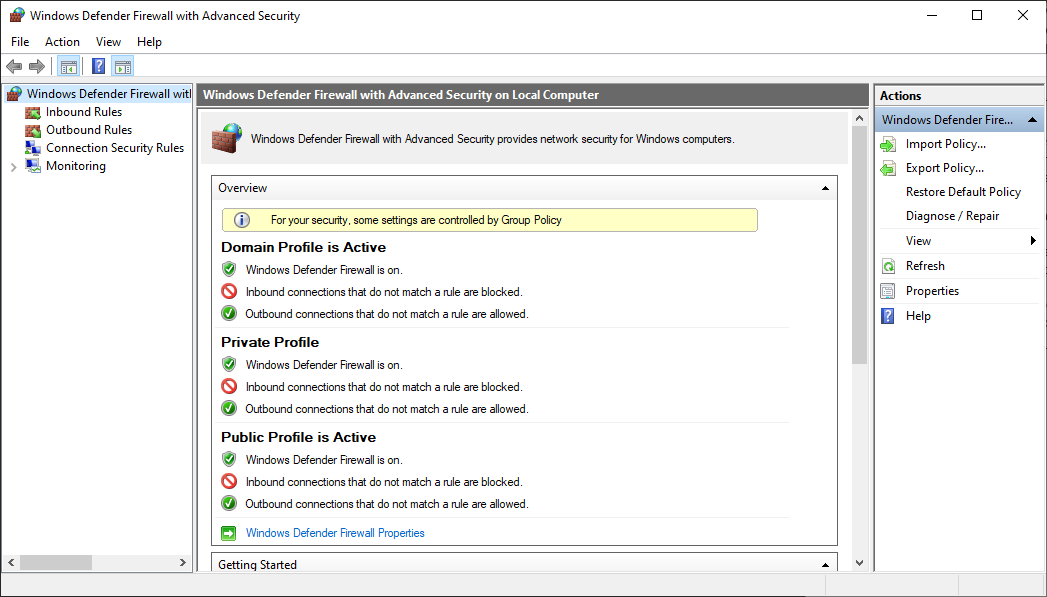 Windows Defender Firewall with Advanced Security
File Action View Help
Windows Defender Firewall wit
Inbound Rules
Outbound Rules
Connection Security Rules
Monitoring
Windows Defender Firewall with Advanced Security on Local Computer
Windows Defender Firewall with Advanced Security provides network security for Windows computers.
Overview
For your security, some settings are controlled by Group Policy
Domain Profile is Active
Windows Defender Firewall is on.
Inbound connections that do not match a rule are blocked.
Outbound connections that do not match a rule are allowed.
Private Profile
Windows Defender Firewall is on.
Inbound connections that do not match a rule are blocked.
Outbound connections that do not match a rule are allowed.
Public Profile is Active
Windows Defender Firewall is on.
Inbound connections that do not match a rule are blocked.
Outbound connections that do not match a rule are allowed.
Windows Defender Firewall Properties
Getting Started
Actions
Windows Defender Fire...
Import Policy...
Export Policy...
Restore Default Policy
Diagnose / Repair
View
Refresh
Properties
Help